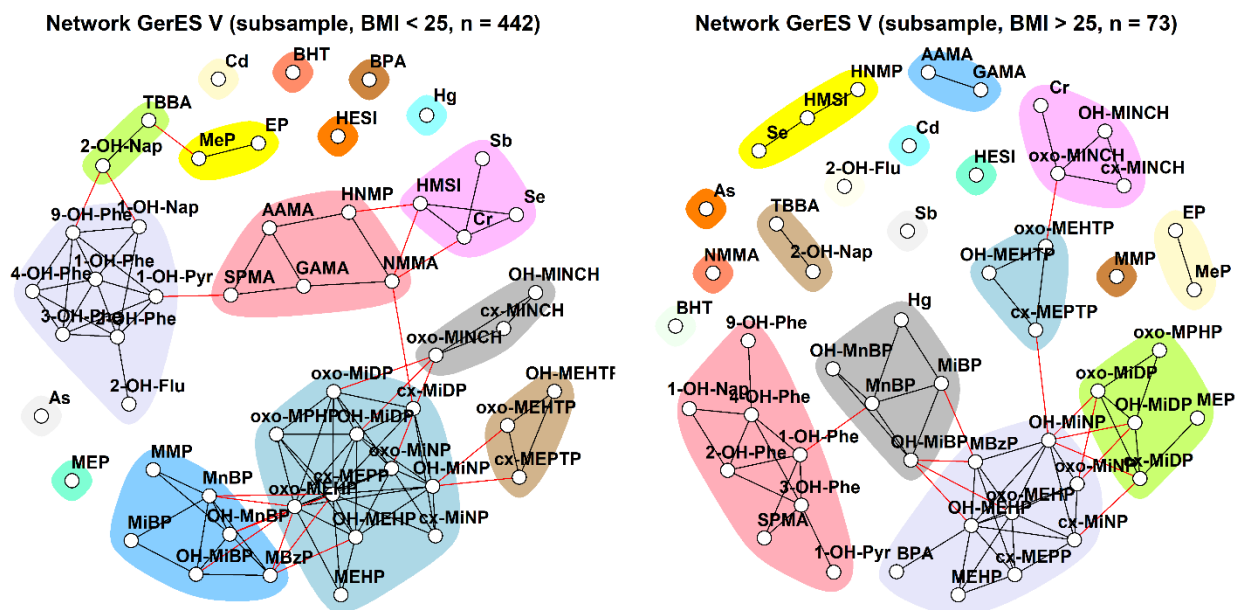 Network GerES V (subsample, BMI < 25, n = 442)
Cd
BHT
BPA
TBBA
Hg
MeP
EP
HESI
2-OH-Nap
Sb
HNMP
HMSI
Se
1-OH-Nap
9-OH-Phe
AAMA
Cr
1-OH-Phe
4-OH-Phe
1-OH-Pyr
SPMA
GAMA
NMMA
OH-MINCH
cx-MINCH
3-OH-Phe
2-OH-Phe
oxo-MINCH
2-OH-Flu
oxo-MiDP
cx-MiDP
OH-MEHTP
As
oxo-MPHP
OH-MiDP
oxo-MEHTP
oxo-MiNP
MEP
MMP
cx-MEPP
OH-MiNP
cx-MEPTP
MnBP
oxo-MEHP
OH-MnBP
MiBP
OH-MEHP
cx-MiNP
OH-MiBP
MBzP
MEHP
Network GerES V (subsample, BMI > 25, n = 73)
AAMA
HNMP
GAMA
HMSI
Cr
OH-MINCH
Se
Cd
oxo-MINCH
cx-MINCH
2-OH-Flu
HESI
As
TBBA
Sb
EP
oxo-MEHTP
2-OH-Nap
OH-MEHTP
NMMA
MMP
MeP
BHT
Hg
cx-MEPTP
9-OH-Phe
oxo-MPHP
OH-MnBP
MiBP
oxo-MiDP
1-OH-Nap
4-OH-Phe
MnBP
OH-MiDP
MEP
1-OH-Phe
OH-MiNP
2-OH-Phe
OH-MiBP
MBzP
oxo-MiNP
cx-MiDP
3-OH-Phe
oxo-MEHP
OH-MEHP
SPMA
cx-MiNP
1-OH-Pyr
BPA
cx-MEPP
MEHP